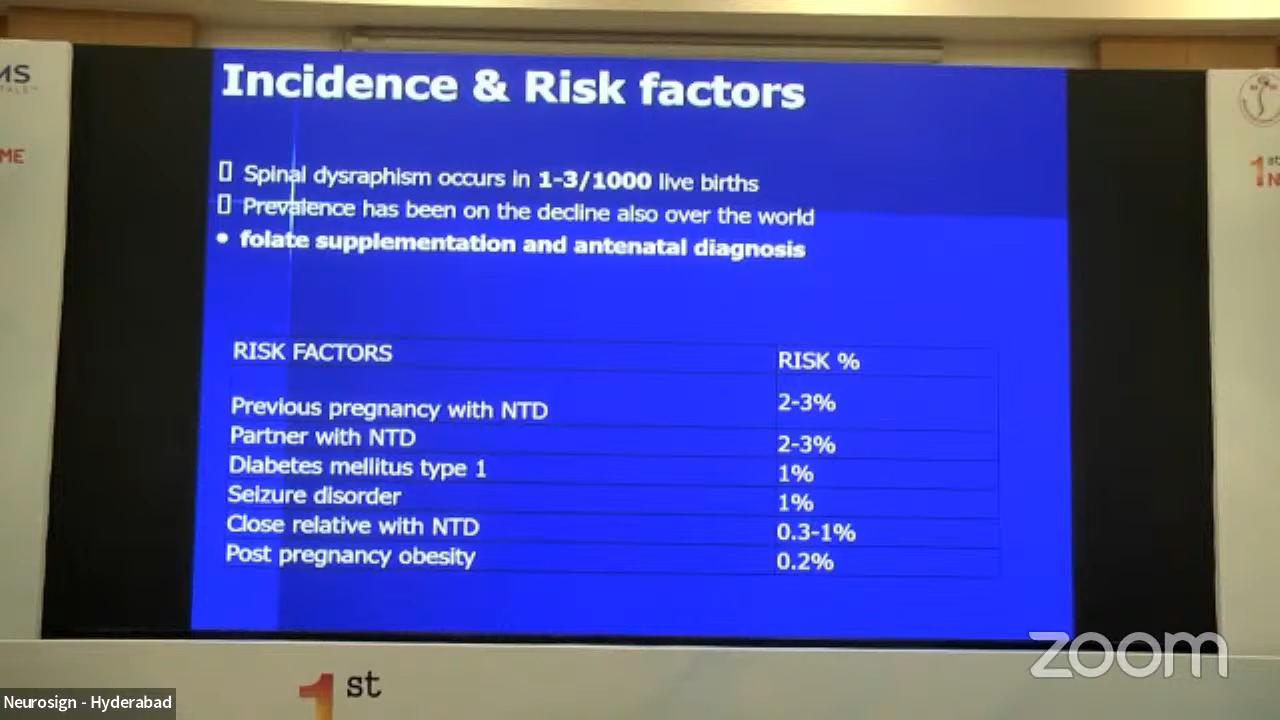 Incidence & Risk factors
Spinal dysraphism occurs in 1-3/1000 live births
Prevalence has been on the decline also over the world
• folate supplementation and antenatal diagnosis
RISK FACTORS RISK %
Previous pregnancy with NTD 2-3%
Partner with NTD 2-3%
Diabetes mellitus type 1 1%
Seizure disorder 1%
Close relative with NTD 0.3-1%
Post pregnancy obesity 0.2%
MS
ME
1st
N
zoom
1st
Neurosign - Hyderabad